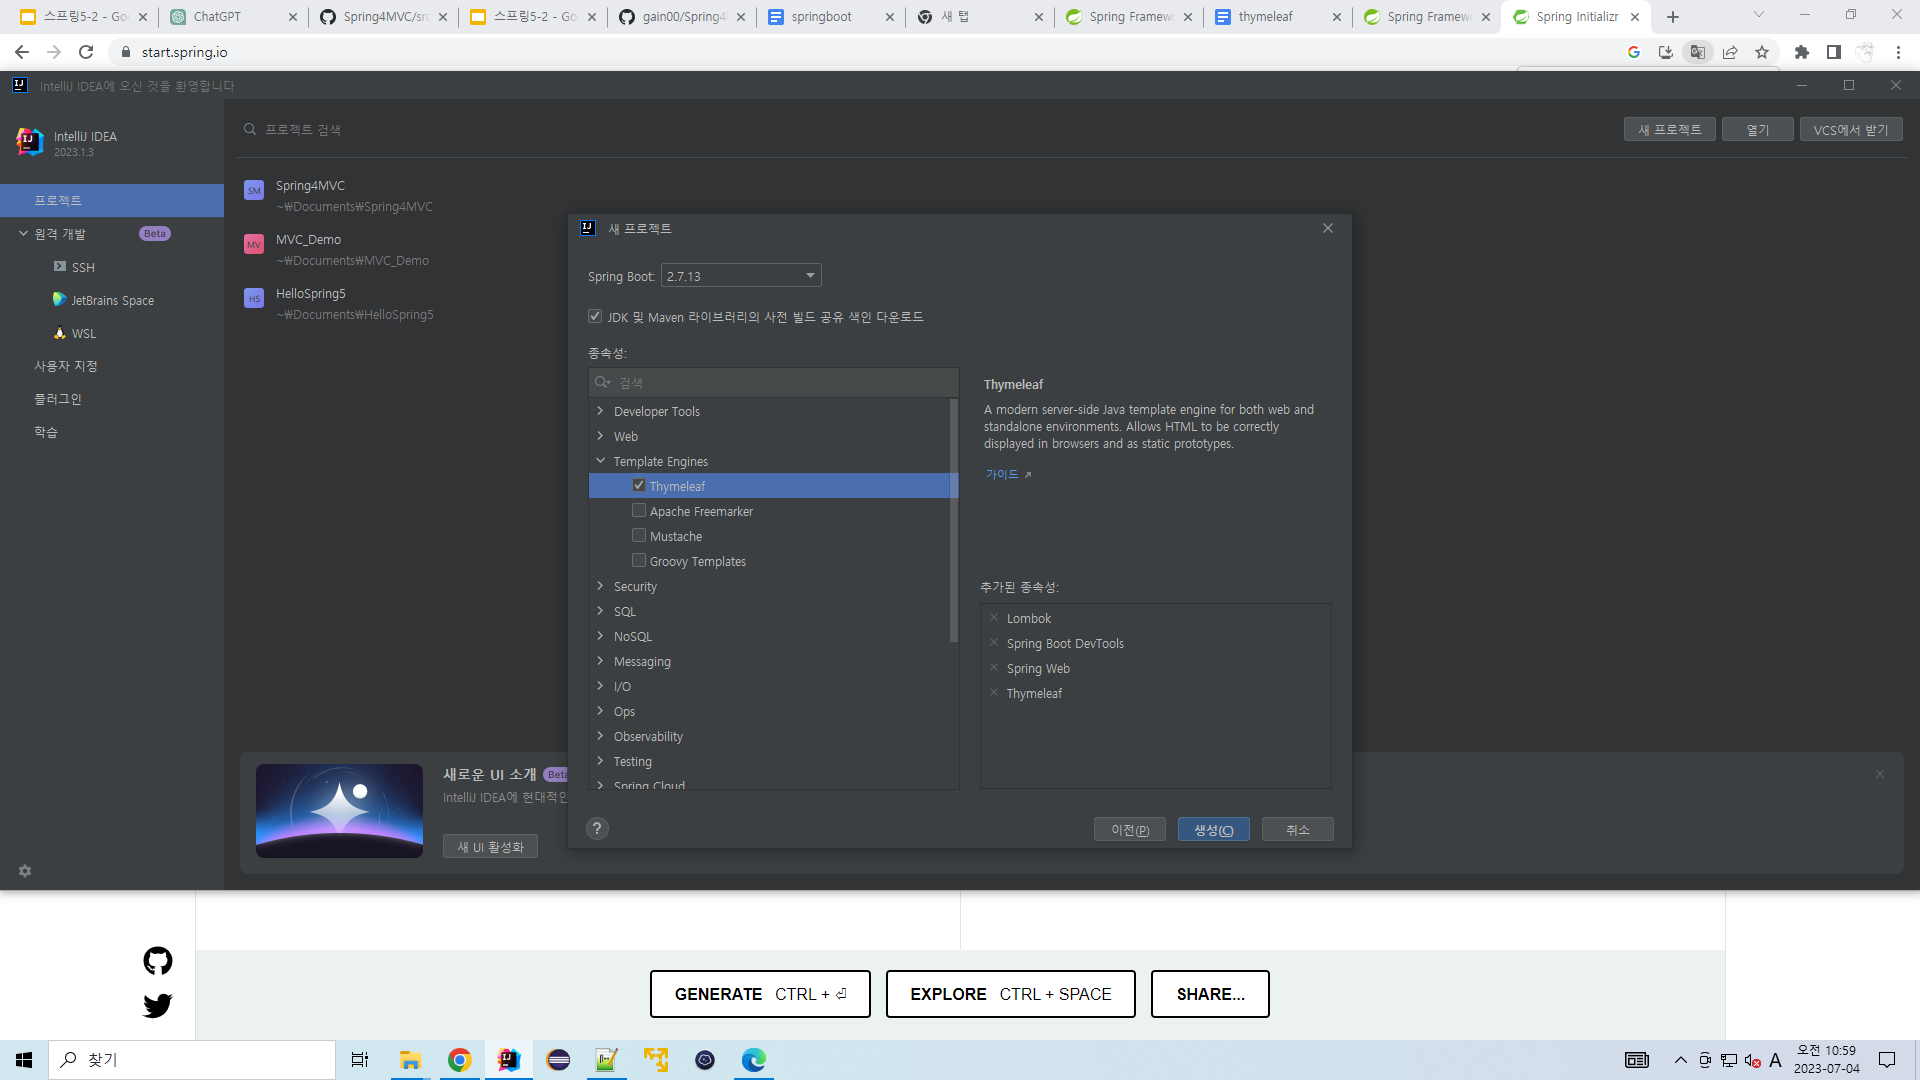 스프링5-2 - Goo
ChatGPT
Spring4MVC/src
스프링5-2 - Goo
gain00/Spring4
springboot
새 탭
Spring Framew
thymeleaf
Spring Framew
Spring Initializr
start.spring.io
IntelliJ IDEA에 오신 것을 환영합니다
IntelliJ IDEA
2023.1.3
프로젝트 검색
새 프로젝트
열기
VCS에서 받기
프로젝트
원격 개발
Beta
SSH
JetBrains Space
WSL
사용자 지정
플러그인
학습
SM
Spring4MVC
~₩Documents₩Spring4MVC
MV
MVC_Demo
~₩Documents₩MVC_Demo
HS
HelloSpring5
~₩Documents₩HelloSpring5
새 프로젝트
Spring Boot:
2.7.13
JDK 및 Maven 라이브러리의 사전 빌드 공유 색인 다운로드
종속성:
검색
Developer Tools
Web
Template Engines
Thymeleaf
Apache Freemarker
Mustache
Groovy Templates
Security
SQL
NoSQL
Messaging
I/O
Ops
Observability
Testing
Spring Cloud
Thymeleaf
A modern server-side Java template engine for both web and
standalone environments. Allows HTML to be correctly
displayed in browsers and as static prototypes.
가이드 ↗
추가된 종속성:
Lombok
Spring Boot DevTools
Spring Web
Thymeleaf
?
이전(P)
생성(C)
취소
새로운 UI 소개
Beta
IntelliJ IDEA에 현대적인
새 UI 활성화
GENERATE CTRL + ⏎
EXPLORE CTRL + SPACE
SHARE...
찾기
A
오전 10:59
2023-07-04